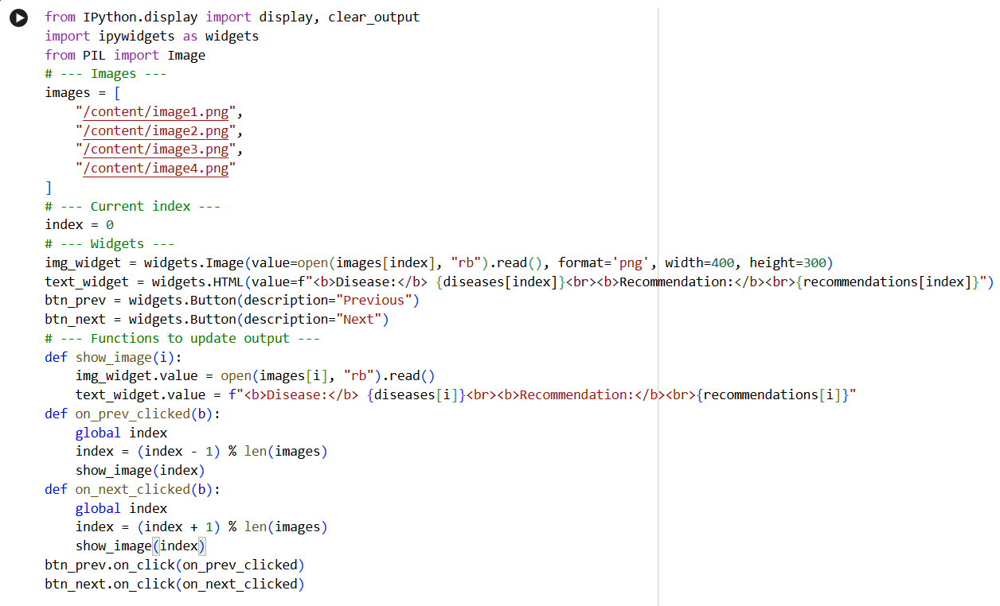 from IPython.display import display, clear_output
import ipywidgets as widgets
from PIL import Image
# --- Images ---
images = [
    "/content/image1.png",
    "/content/image2.png",
    "/content/image3.png",
    "/content/image4.png"
]
# --- Current index ---
index = 0
# --- Widgets ---
img_widget = widgets.Image(value=open(images[index], "rb").read(), format='png', width=400, height=300)
text_widget = widgets.HTML(value=f"<b>Disease:</b> {diseases[index]}<br><b>Recommendation:</b><br>{recommendations[index]}")
btn_prev = widgets.Button(description="Previous")
btn_next = widgets.Button(description="Next")
# --- Functions to update output ---
def show_image(i):
    img_widget.value = open(images[i], "rb").read()
    text_widget.value = f"<b>Disease:</b> {diseases[i]}<br><b>Recommendation:</b><br>{recommendations[i]}"
def on_prev_clicked(b):
    global index
    index = (index - 1) % len(images)
    show_image(index)
def on_next_clicked(b):
    global index
    index = (index + 1) % len(images)
    show_image(index)
btn_prev.on_click(on_prev_clicked)
btn_next.on_click(on_next_clicked)